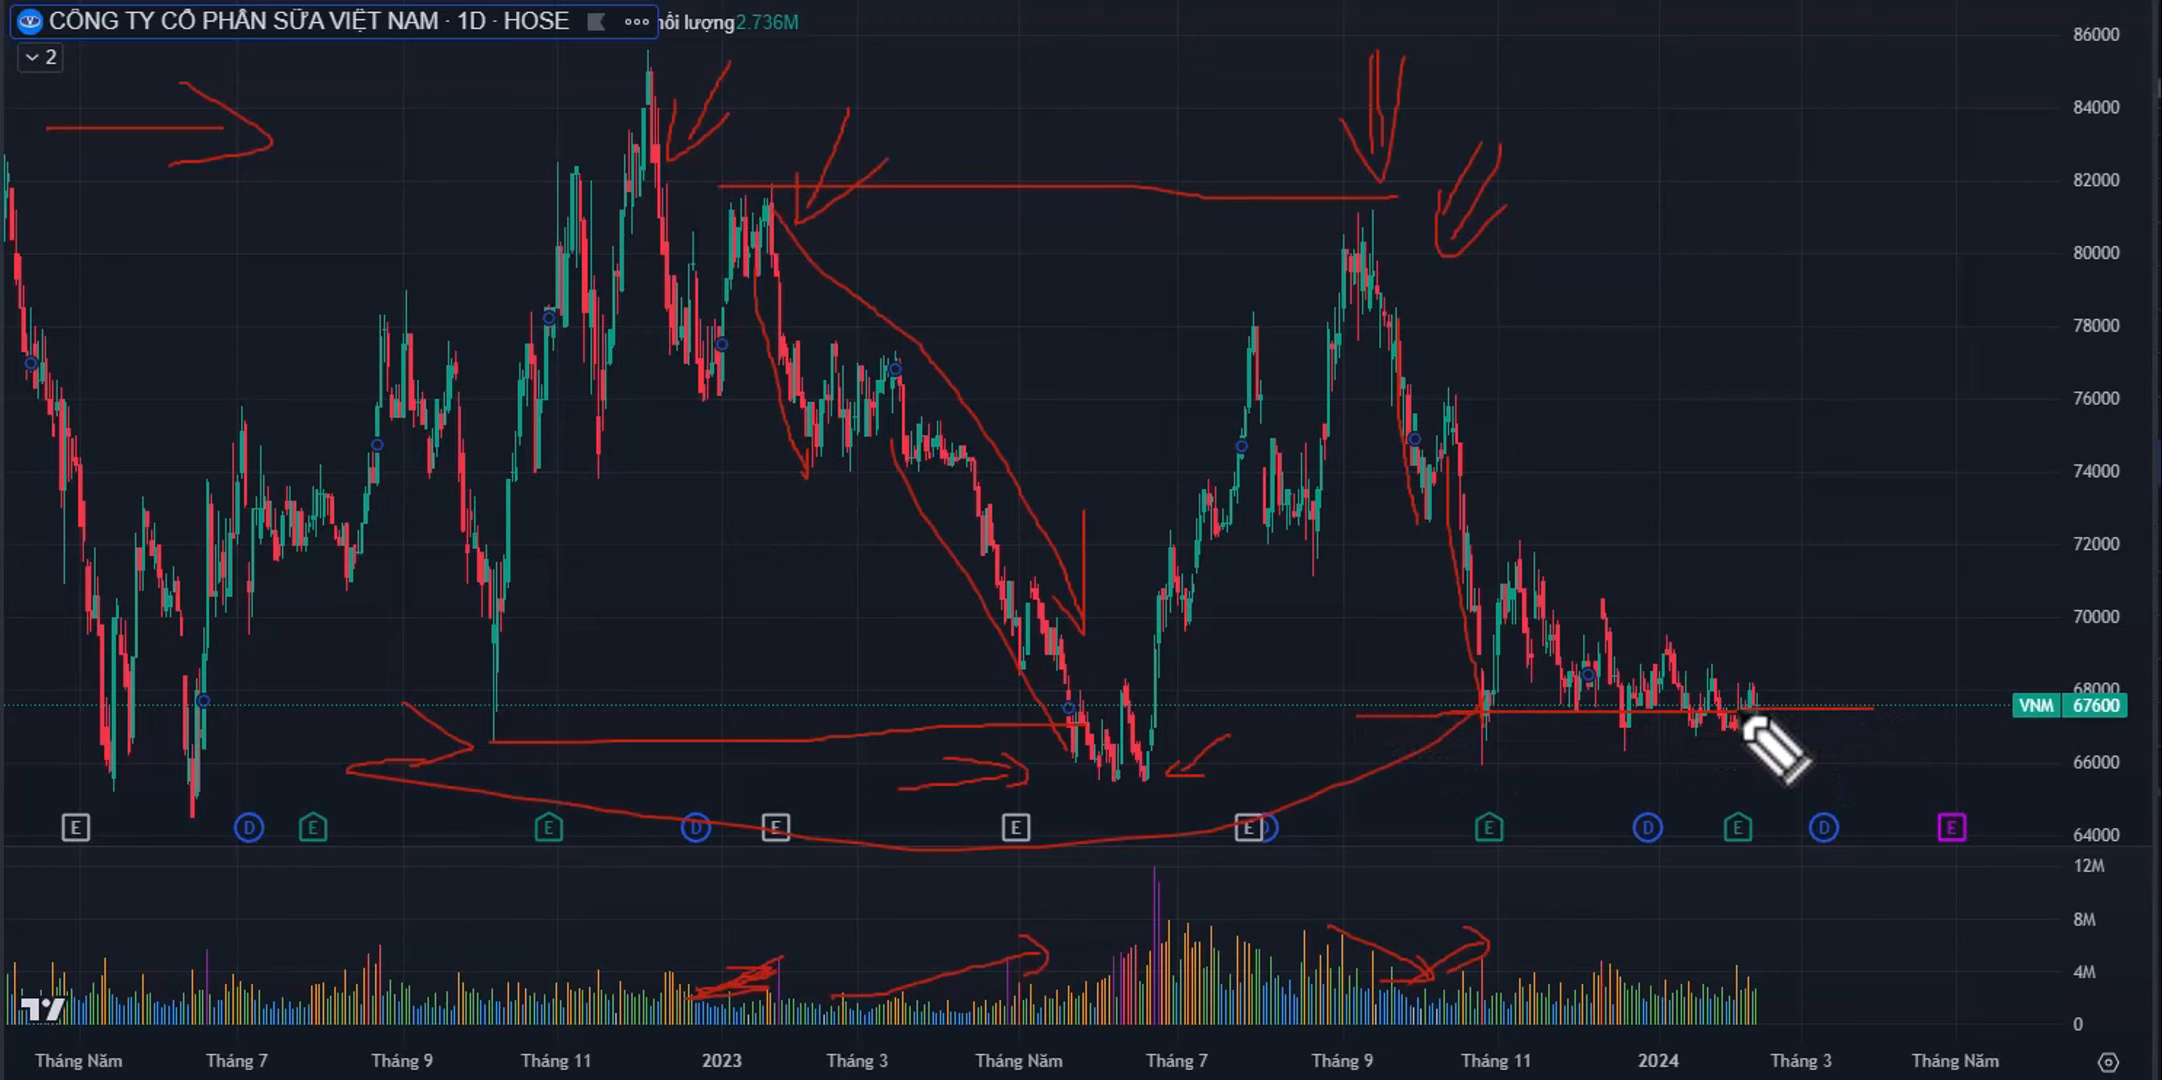 CÔNG TY CỔ PHẦN SỮA VIỆT NAM · 1D · HOSE
hối lượng 2.736M
2
86000
84000
82000
80000
78000
76000
74000
72000
70000
68000
VNM 67600
66000
64000
E D E E D E E E D E D E D E
12M
8M
4M
0
Tháng Năm Tháng 7 Tháng 9 Tháng 11 2023 Tháng 3 Tháng Năm Tháng 7 Tháng 9 Tháng 11 2024 Tháng 3 Tháng Năm